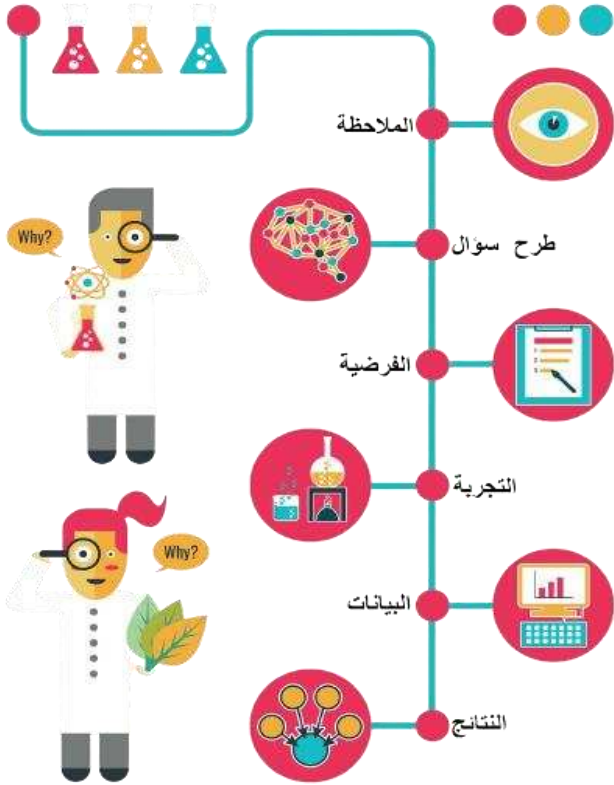 الملاحظة
Why?
طرح سؤال
الفرضية
التجربة
Why?
البيانات
النتائج